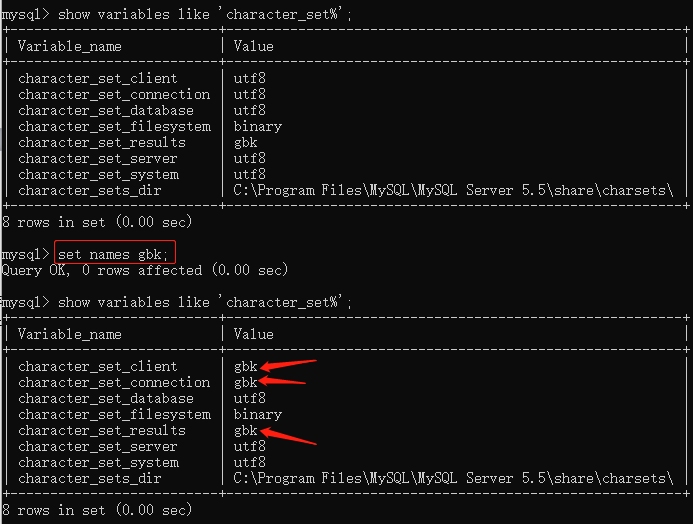 mysql> show variables like 'character_set%';
+--------------------------+---------------------------------------------------------+
| Variable_name | Value
+--------------------------+---------------------------------------------------------+
| character_set_client | utf8
| character_set_connection | utf8
| character_set_database | utf8
| character_set_filesystem | binary
| character_set_results | gbk
| character_set_server | utf8
| character_set_system | utf8
| character_sets_dir | C:\Program Files\MySQL\MySQL Server 5.5\share\charsets\
+--------------------------+---------------------------------------------------------+
8 rows in set (0.00 sec)
mysql> set names gbk;
Query OK, 0 rows affected (0.00 sec)
mysql> show variables like 'character_set%';
+--------------------------+---------------------------------------------------------+
| Variable_name | Value
+--------------------------+---------------------------------------------------------+
| character_set_client | gbk
| character_set_connection | gbk
| character_set_database | utf8
| character_set_filesystem | binary
| character_set_results | gbk
| character_set_server | utf8
| character_set_system | utf8
| character_sets_dir | C:\Program Files\MySQL\MySQL Server 5.5\share\charsets\
+--------------------------+---------------------------------------------------------+
8 rows in set (0.00 sec)